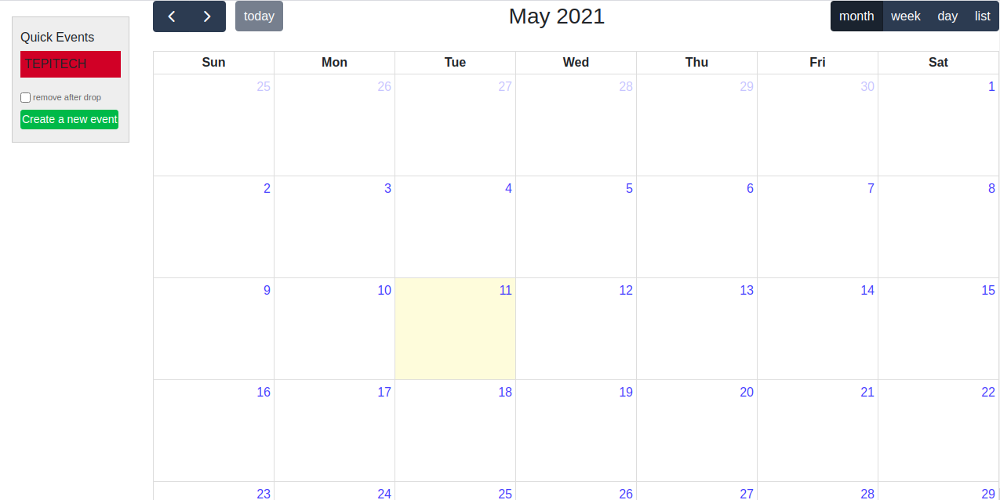 today
May 2021
month week day list
Quick Events
TEPITECH
remove after drop
Create a new event
Sun Mon Tue Wed Thu Fri Sat
25 26 27 28 29 30 1
2 3 4 5 6 7 8
9 10 11 12 13 14 15
16 17 18 19 20 21 22
23 24 25 26 27 28 29